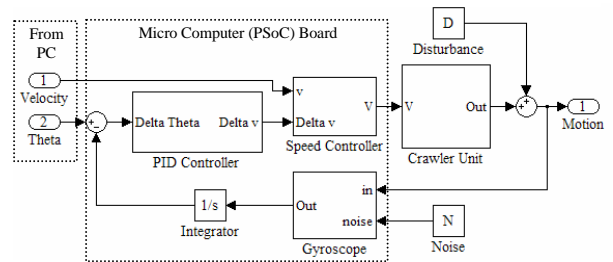 From
PC
Micro Computer (PSoC) Board
D
Disturbance
1
Velocity
2
Theta
+
−
Delta Theta
Delta v
PID Controller
v
Delta v
V
Speed Controller
V
Out
Crawler Unit
+
+
1
Motion
1/s
Integrator
Out
in
noise
Gyroscope
N
Noise